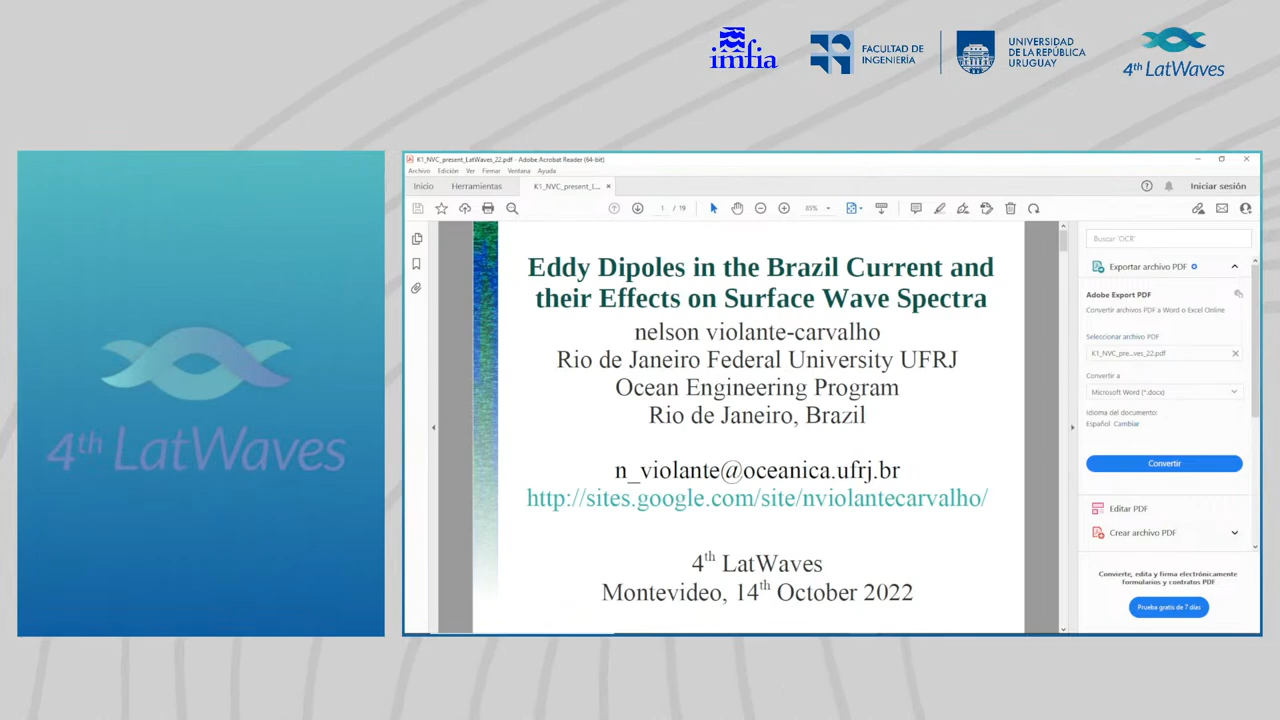 imfia
FACULTAD DE
INGENIERÍA
UNIVERSIDAD
DE LA REPÚBLICA
URUGUAY
4th LatWaves
4th LatWaves
K1_NVC_present_LatWaves_22.pdf - Adobe Acrobat Reader (64-bit)
Archivo Edición Ver Firmar Ventana Ayuda
Inicio Herramientas K1_NVC_present_L... Iniciar sesión
1 / 19 85%
Eddy Dipoles in the Brazil Current and
their Effects on Surface Wave Spectra
nelson violante-carvalho
Rio de Janeiro Federal University UFRJ
Ocean Engineering Program
Rio de Janeiro, Brazil
n_violante@oceanica.ufrj.br
http://sites.google.com/site/nviolantecarvalho/
4th LatWaves
Montevideo, 14th October 2022
Buscar 'OCR'
Exportar archivo PDF
Adobe Export PDF
Convertir archivos PDF a Word o Excel Online
Seleccionar archivo PDF
K1_NVC_pre...ves_22.pdf
Convertir a
Microsoft Word (*.docx)
Idioma del documento:
Español Cambiar
Convertir
Editar PDF
Crear archivo PDF
Convierte, edita y firma electrónicamente
formularios y contratos PDF
Prueba gratis de 7 días